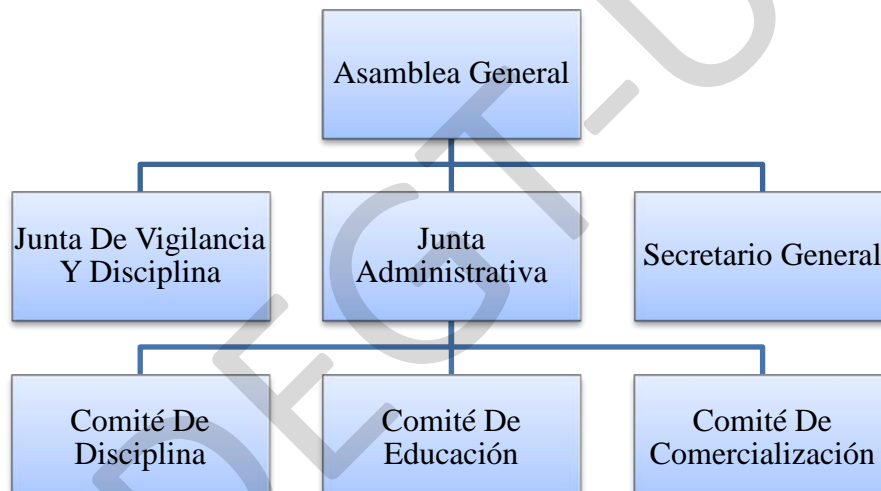 Asamblea General
Junta De Vigilancia
Y Disciplina
Junta
Administrativa
Secretario General
Comité De
Disciplina
Comité De
Educación
Comité De
Comercialización